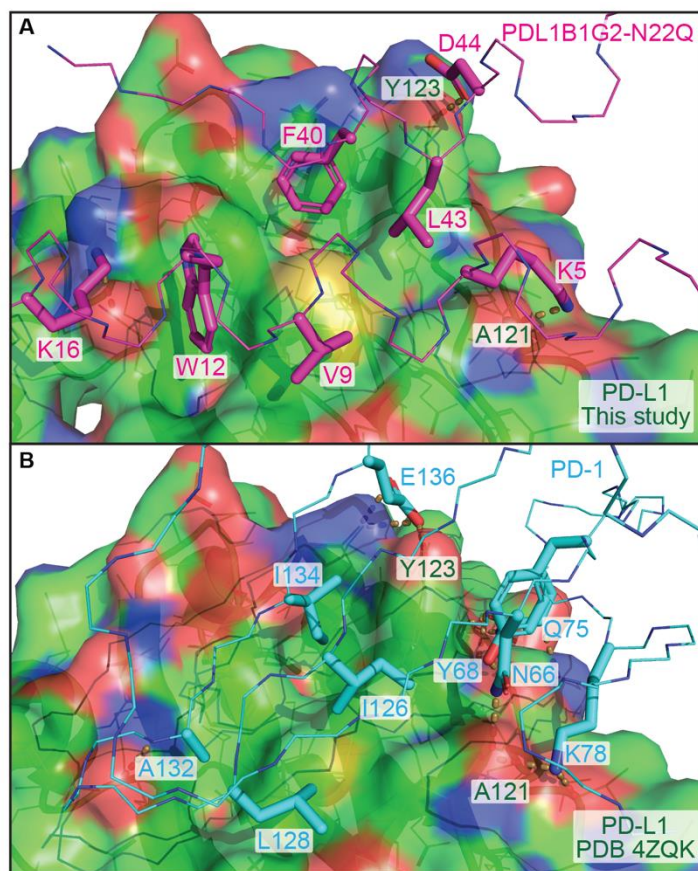 A
PDL1B1G2-N22Q
D44
Y123
F40
L43
K5
K16
W12
V9
A121
PD-L1
This study
B
E136
PD-1
Y123
I134
Q75
Y68
N66
I126
A132
K78
A121
L128
PD-L1
PDB 4ZQK